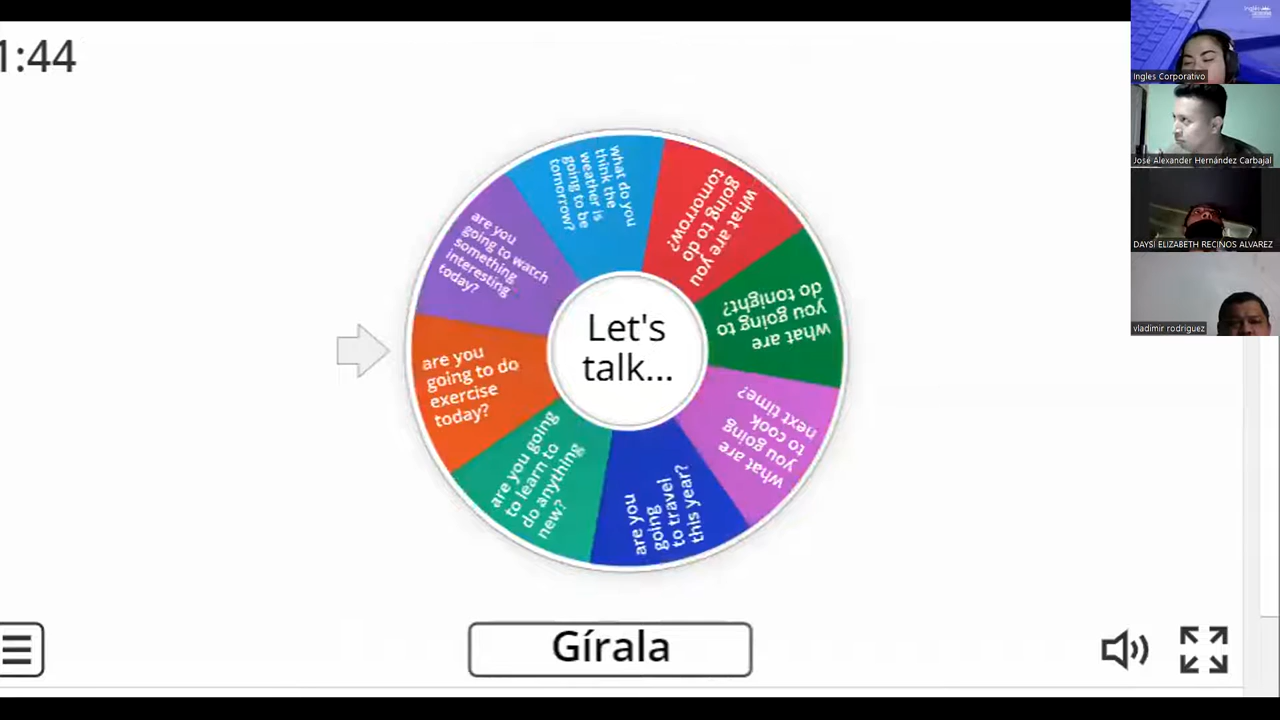 1:44
what do you
think the
weather is
going to be
tomorrow?
what are you
going to do
tomorrow?
what are
you going to
do tonight?
what are
you going
to cook
next time?
are you
going
to travel
this year?
are you going
to learn to
do anything
new?
are you
going to do
exercise
today?
are you
going to watch
something
interesting
today?
Let's
talk...
Gírala
Ingles Corporativo
José Alexander Hernández Carbajal
DAYSI ELIZABETH RECINOS ALVAREZ
vladimir rodriguez